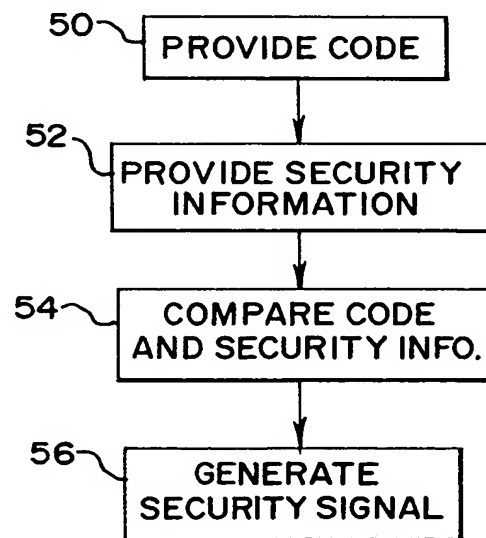 50
PROVIDE CODE
52
PROVIDE SECURITY
INFORMATION
54
COMPARE CODE
AND SECURITY INFO.
56
GENERATE
SECURITY SIGNAL